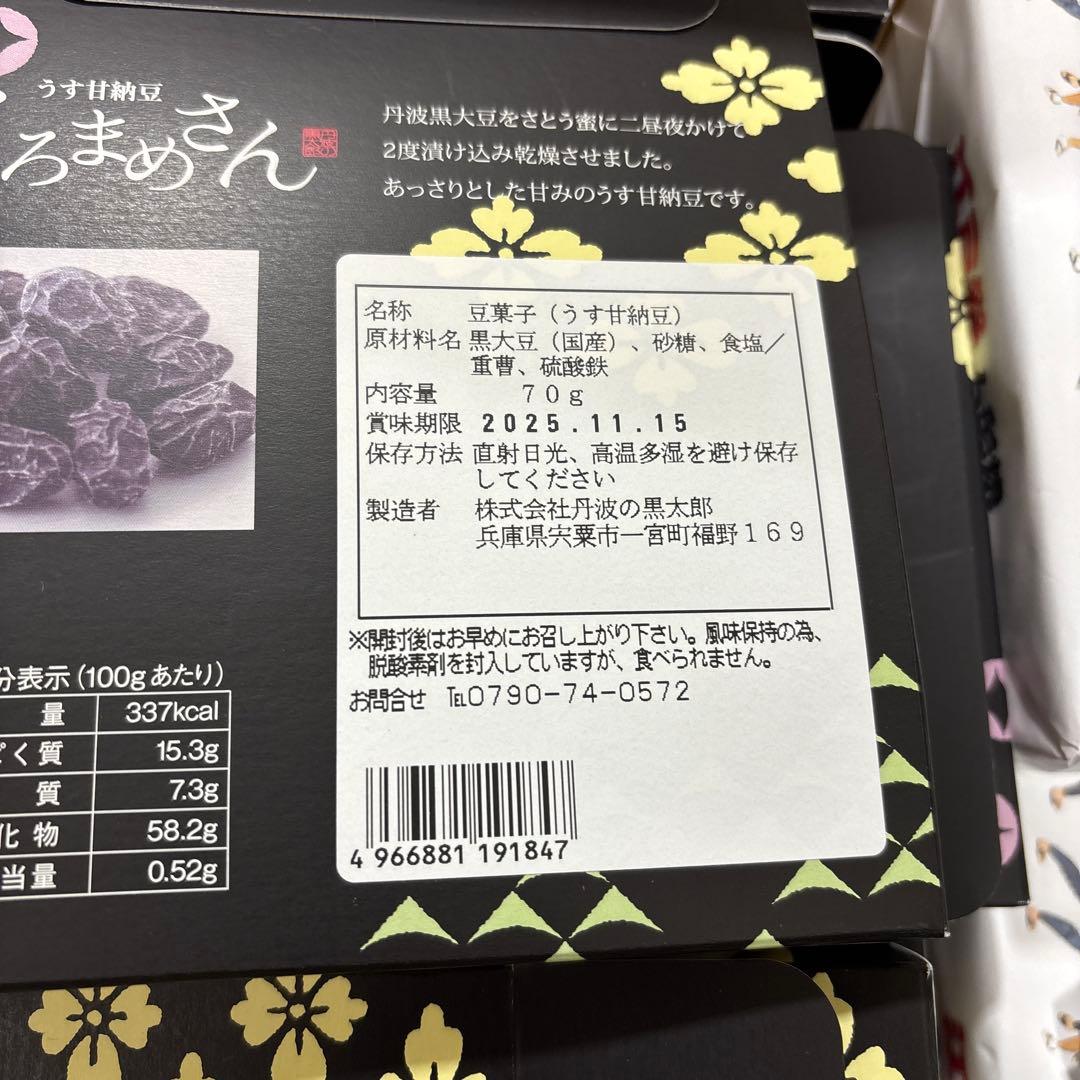 うす甘納豆
ろまめさん
丹波黒大豆をさとう蜜に二昼夜かけて
2度漬け込み乾燥させました。
あっさりとした甘みのうす甘納豆です。
名称 豆菓子（うす甘納豆）
原材料名 黒大豆（国産）、砂糖、食塩／
重曹、硫酸鉄
内容量 70g
賞味期限 2025.11.15
保存方法 直射日光、高温多湿を避け保存
してください
製造者 株式会社丹波の黒太郎
兵庫県宍粟市一宮町福野169
※開封後はお早めにお召し上がり下さい。風味保持の為、
脱酸素剤を封入していますが、食べられません。
お問合せ ℡0790-74-0572
4 966881 191847
分表示(100gあたり)
量 337kcal
ぱく質 15.3g
質 7.3g
化物 58.2g
当量 0.52g